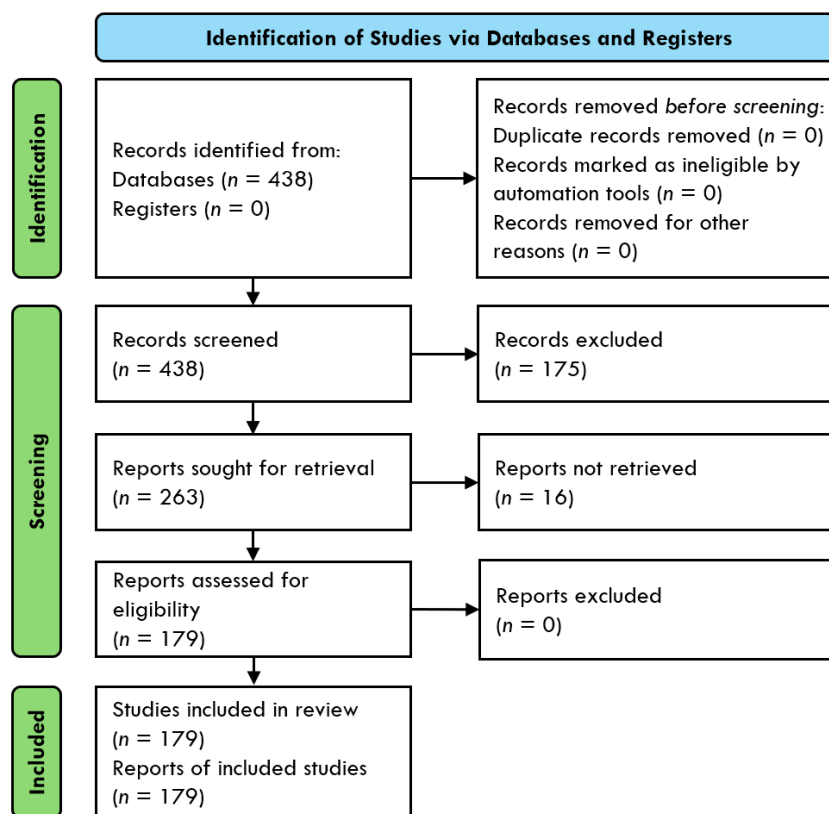 Identification of Studies via Databases and Registers
Identification
Records identified from:
Databases (n = 438)
Registers (n = 0)
Records removed before screening:
Duplicate records removed (n = 0)
Records marked as ineligible by
automation tools (n = 0)
Records removed for other
reasons (n = 0)
Screening
Records screened
(n = 438)
Records excluded
(n = 175)
Reports sought for retrieval
(n = 263)
Reports not retrieved
(n = 16)
Reports assessed for
eligibility
(n = 179)
Reports excluded
(n = 0)
Included
Studies included in review
(n = 179)
Reports of included studies
(n = 179)